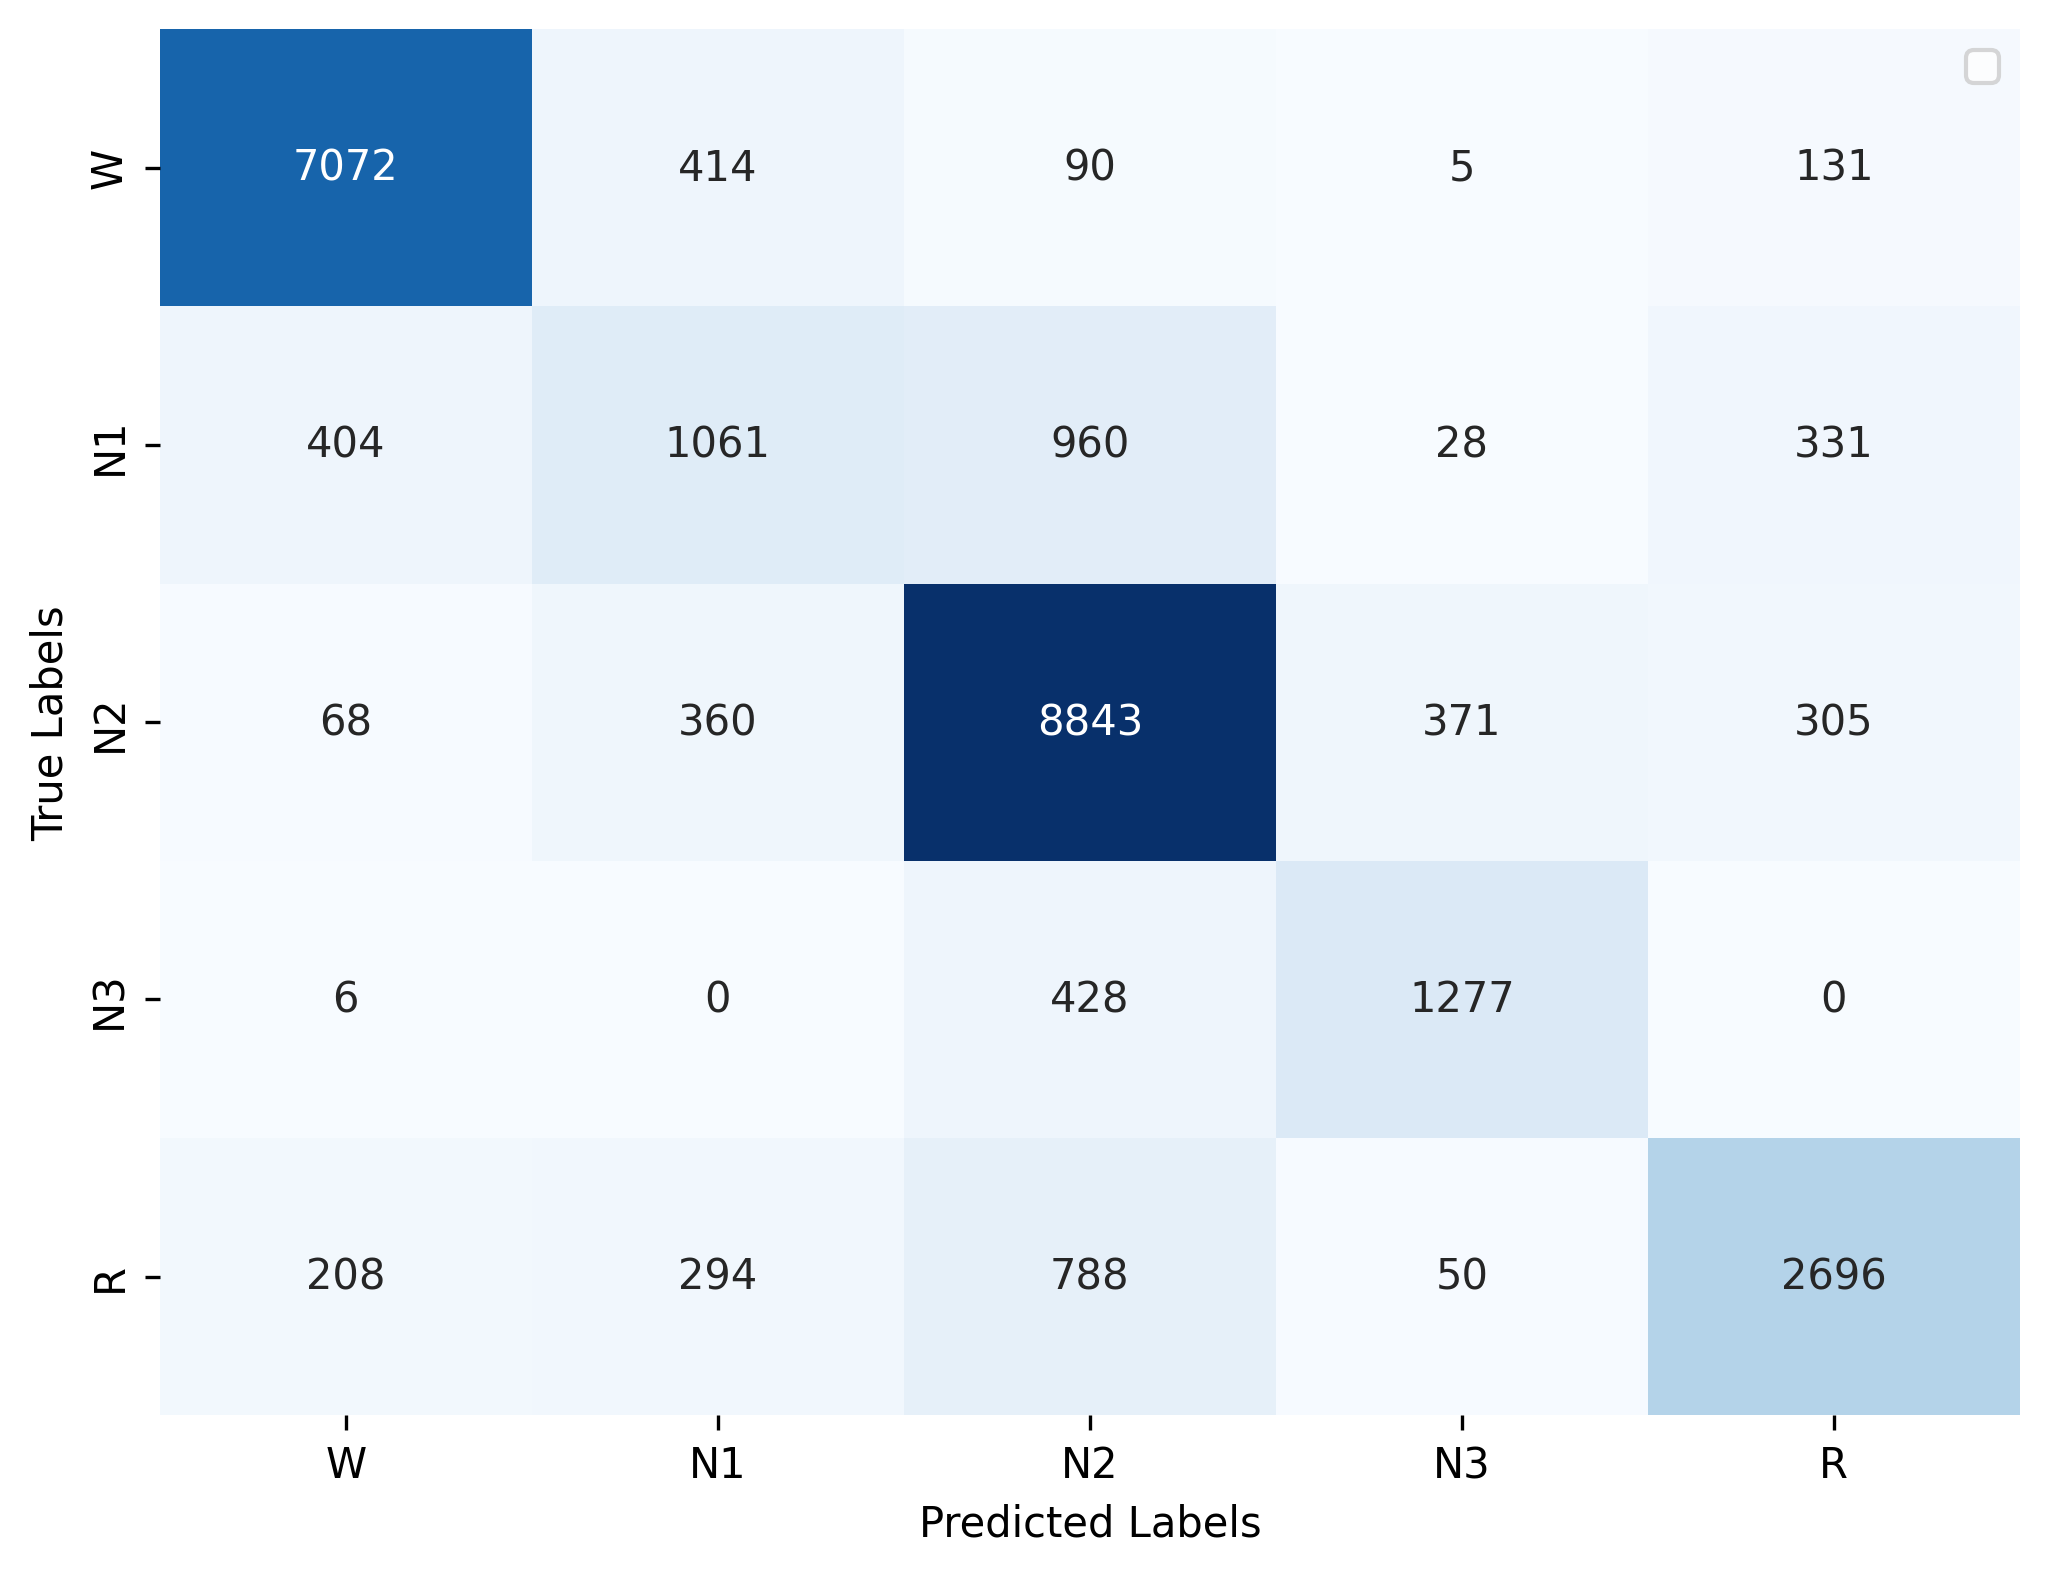 W 7072 414 90 5 131
N1 404 1061 960 28 331
N2 68 360 8843 371 305
N3 6 0 428 1277 0
R 208 294 788 50 2696
True Labels
W N1 N2 N3 R
Predicted Labels